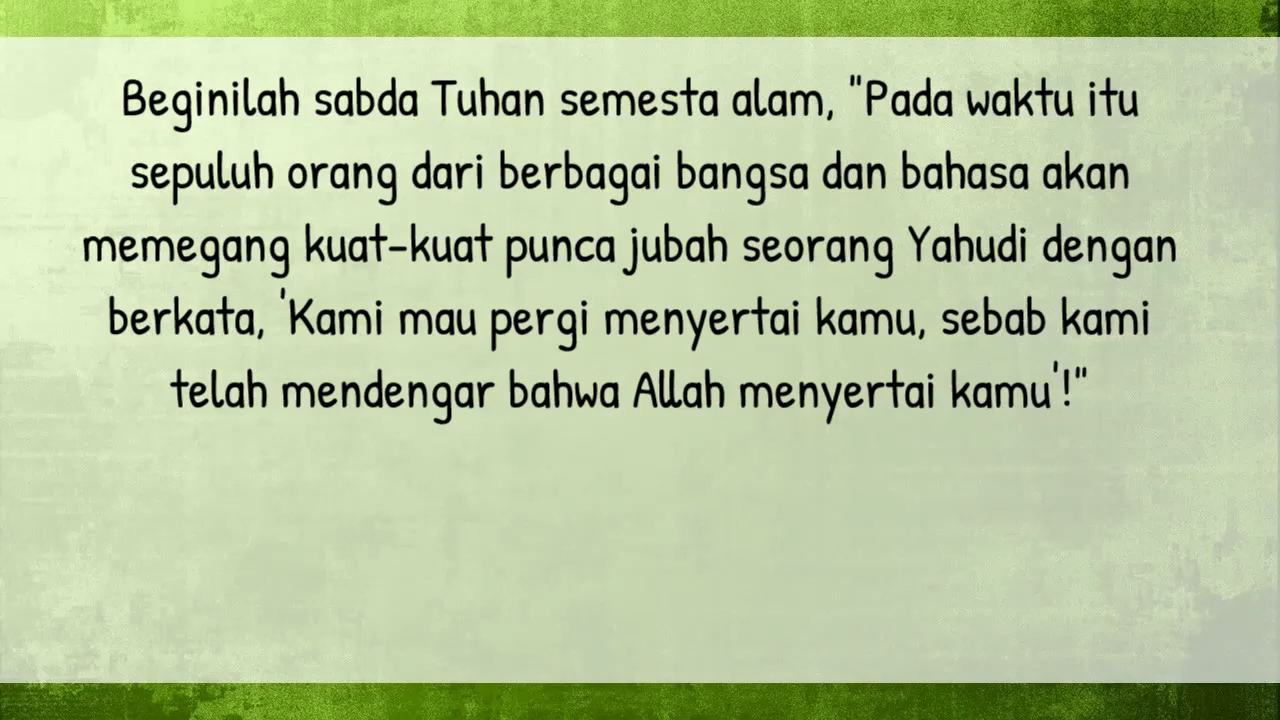 Beginilah sabda Tuhan semesta alam, "Pada waktu itu
sepuluh orang dari berbagai bangsa dan bahasa akan
memegang kuat-kuat punca jubah seorang Yahudi dengan
berkata, 'Kami mau pergi menyertai kamu, sebab kami
telah mendengar bahwa Allah menyertai kamu'!"